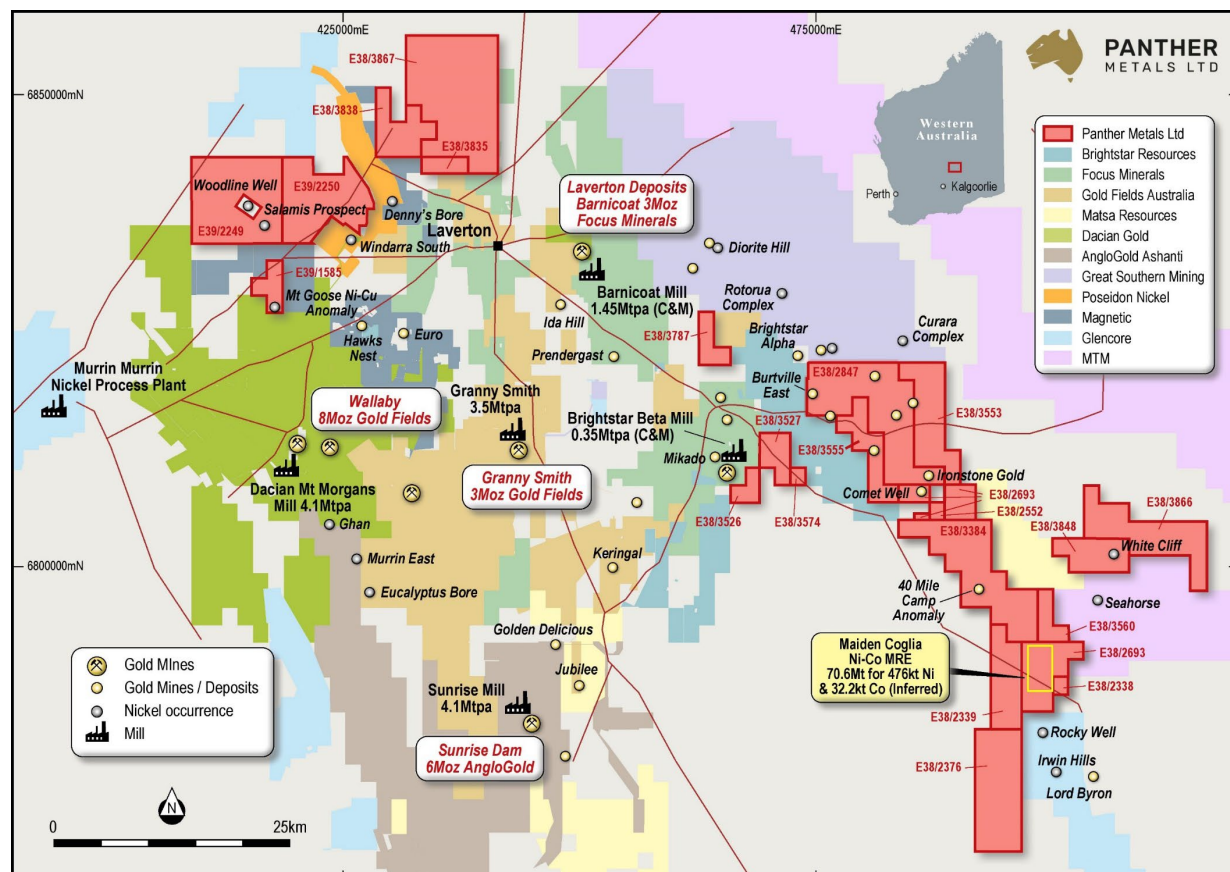 425000mE
475000mE
6850000mN
6800000mN
PANTHER
METALS LTD
Western
Australia
Perth
Kalgoorlie
Panther Metals Ltd
Brightstar Resources
Focus Minerals
Gold Fields Australia
Matsa Resources
Dacian Gold
AngloGold Ashanti
Great Southern Mining
Poseidon Nickel
Magnetic
Glencore
MTM
E38/3867
E38/3838
E38/3835
Woodline Well
E39/2250
Salamis Prospect
E39/2249
Denny's Bore
Laverton
Windarra South
E39/1585
Mt Goose Ni-Cu
Anomaly
Hawks
Nest
Euro
Laverton Deposits
Barnicoat 3Moz
Focus Minerals
Barnicoat Mill
1.45Mtpa (C&M)
Diorite Hill
Rotorua
Complex
Ida Hill
Prendergast
E38/3787
Brightstar
Alpha
Curara
Complex
Burtville
East
E38/2847
E38/3553
Murrin Murrin
Nickel Process Plant
Wallaby
8Moz Gold Fields
Granny Smith
3.5Mtpa
Brightstar Beta Mill
0.35Mtpa (C&M)
E38/3527
E38/3555
Mikado
Granny Smith
3Moz Gold Fields
Dacian Mt Morgans
Mill 4.1Mtpa
Ghan
E38/3526
E38/3574
Comet Well
Ironstone Gold
E38/2693
E38/2552
E38/3384
E38/3866
E38/3848
White Cliff
Murrin East
Eucalyptus Bore
Keringal
40 Mile
Camp
Anomaly
Seahorse
E38/3560
E38/2693
E38/2338
Golden Delicious
Jubilee
Maiden Coglia
Ni-Co MRE
70.6Mt for 476kt Ni
& 32.2kt Co (Inferred)
E38/2339
E38/2376
Rocky Well
Irwin Hills
Lord Byron
Sunrise Mill
4.1Mtpa
Sunrise Dam
6Moz AngloGold
Gold MInes
Gold Mines / Deposits
Nickel occurrence
Mill
N
0
25km